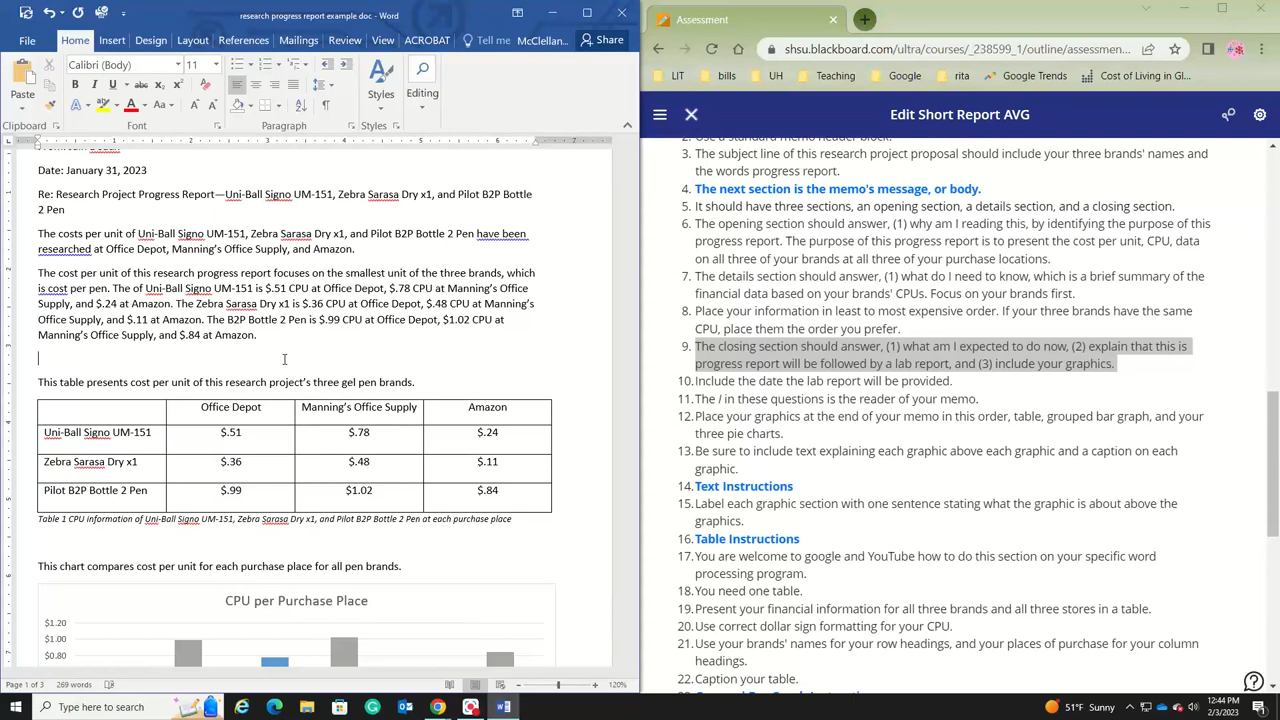 research progress report example doc - Word
Assessment
File Home Insert Design Layout References Mailings Review View ACROBAT Tell me McClellan... Share
shsu.blackboard.com/ultra/courses/_238599_1/outline/assessmen...
LIT bills UH Teaching Google rita Google Trends Cost of Living in Gl...
Calibri (Body) 11
Paste
Styles
Editing
Clipboard Font Paragraph Styles
Edit Short Report AVG
Date: January 31, 2023
Re: Research Project Progress Report—Uni-Ball Signo UM-151, Zebra Sarasa Dry x1, and Pilot B2P Bottle
2 Pen
The costs per unit of Uni-Ball Signo UM-151, Zebra Sarasa Dry x1, and Pilot B2P Bottle 2 Pen have been
researched at Office Depot, Manning's Office Supply, and Amazon.
The cost per unit of this research progress report focuses on the smallest unit of the three brands, which
is cost per pen. The of Uni-Ball Signo UM-151 is $.51 CPU at Office Depot, $.78 CPU at Manning's Office
Supply, and $.24 at Amazon. The Zebra Sarasa Dry x1 is $.36 CPU at Office Depot, $.48 CPU at Manning's
Office Supply, and $.11 at Amazon. The B2P Bottle 2 Pen is $.99 CPU at Office Depot, $1.02 CPU at
Manning's Office Supply, and $.84 at Amazon.
This table presents cost per unit of this research project's three gel pen brands.
Office Depot Manning's Office Supply Amazon
Uni-Ball Signo UM-151 $.51 $.78 $.24
Zebra Sarasa Dry x1 $.36 $.48 $.11
Pilot B2P Bottle 2 Pen $.99 $1.02 $.84
Table 1 CPU information of Uni-Ball Signo UM-151, Zebra Sarasa Dry x1, and Pilot B2P Bottle 2 Pen at each purchase place
This chart compares cost per unit for each purchase place for all pen brands.
CPU per Purchase Place
$1.20
$1.00
$0.80
Page 1 of 3 269 words 120%
2. Use a standard memo header block.
3. The subject line of this research project proposal should include your three brands' names and
the words progress report.
4. The next section is the memo's message, or body.
5. It should have three sections, an opening section, a details section, and a closing section.
6. The opening section should answer, (1) why am I reading this, by identifying the purpose of this
progress report. The purpose of this progress report is to present the cost per unit, CPU, data
on all three of your brands at all three of your purchase locations.
7. The details section should answer, (1) what do I need to know, which is a brief summary of the
financial data based on your brands' CPUs. Focus on your brands first.
8. Place your information in least to most expensive order. If your three brands have the same
CPU, place them the order you prefer.
9. The closing section should answer, (1) what am I expected to do now, (2) explain that this is
progress report will be followed by a lab report, and (3) include your graphics.
10. Include the date the lab report will be provided.
11. The I in these questions is the reader of your memo.
12. Place your graphics at the end of your memo in this order, table, grouped bar graph, and your
three pie charts.
13. Be sure to include text explaining each graphic above each graphic and a caption on each
graphic.
14. Text Instructions
15. Label each graphic section with one sentence stating what the graphic is about above the
graphics.
16. Table Instructions
17. You are welcome to google and YouTube how to do this section on your specific word
processing program.
18. You need one table.
19. Present your financial information for all three brands and all three stores in a table.
20. Use correct dollar sign formatting for your CPU.
21. Use your brands' names for your row headings, and your places of purchase for your column
headings.
22. Caption your table.
Type here to search
51°F Sunny
12:44 PM
2/3/2023